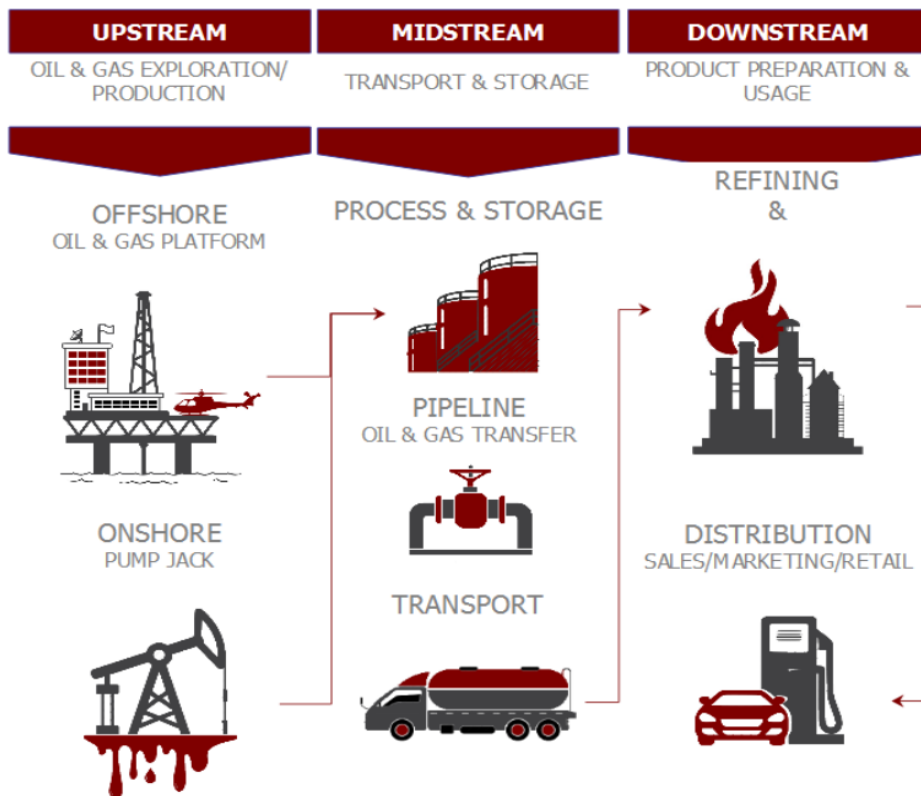 UPSTREAM
OIL & GAS EXPLORATION/
PRODUCTION
OFFSHORE
OIL & GAS PLATFORM
ONSHORE
PUMP JACK
MIDSTREAM
TRANSPORT & STORAGE
PROCESS & STORAGE
PIPELINE
OIL & GAS TRANSFER
TRANSPORT
DOWNSTREAM
PRODUCT PREPARATION &
USAGE
REFINING
&
DISTRIBUTION
SALES/MARKETING/RETAIL